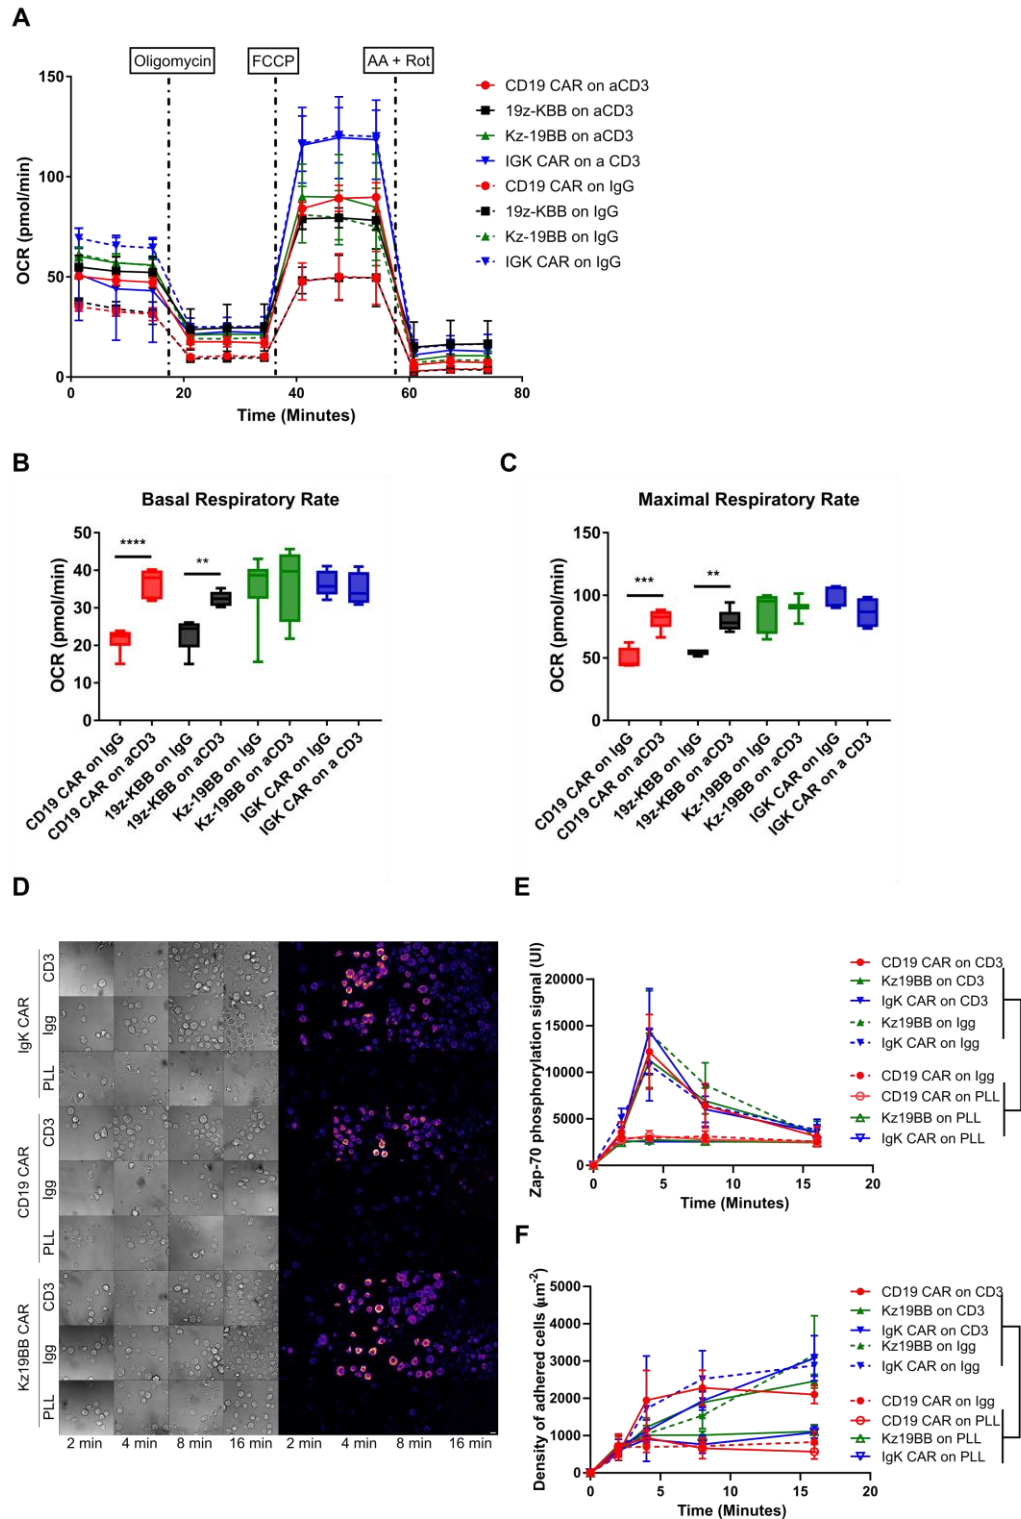 A
Oligomycin
FCCP
AA + Rot
150
100
50
0
OCR (pmol/min)
0
20
40
60
80
Time (Minutes)
CD19 CAR on aCD3
19z-KBB on aCD3
Kz-19BB on aCD3
IGK CAR on a CD3
CD19 CAR on IgG
19z-KBB on IgG
Kz-19BB on IgG
IGK CAR on IgG
B
Basal Respiratory Rate
50
40
30
20
10
0
OCR (pmol/min)
****
**
CD19 CAR on IgG
CD19 CAR on aCD3
19z-KBB on IgG
19z-KBB on aCD3
Kz-19BB on IgG
Kz-19BB on aCD3
IGK CAR on IgG
IGK CAR on a CD3
C
Maximal Respiratory Rate
150
100
50
0
OCR (pmol/min)
***
**
CD19 CAR on IgG
CD19 CAR on aCD3
19z-KBB on IgG
19z-KBB on aCD3
Kz-19BB on IgG
Kz-19BB on aCD3
IGK CAR on IgG
IGK CAR on a CD3
D
IgK CAR
CD3
Igg
PLL
CD19 CAR
CD3
Igg
PLL
Kz19BB CAR
CD3
Igg
PLL
2 min
4 min
8 min
16 min
2 min
4 min
8 min
16 min
E
20000
15000
10000
5000
0
Zap-70 phosphorylation signal (UI)
0
5
10
15
20
Time (Minutes)
CD19 CAR on CD3
Kz19BB on CD3
IgK CAR on CD3
Kz19BB on Igg
IgK CAR on Igg
CD19 CAR on Igg
CD19 CAR on PLL
Kz19BB on PLL
IgK CAR on PLL
F
5000
4000
3000
2000
1000
0
Density of adhered cells (μm-2)
0
5
10
15
20
Time (Minutes)
CD19 CAR on CD3
Kz19BB on CD3
IgK CAR on CD3
Kz19BB on Igg
IgK CAR on Igg
CD19 CAR on Igg
CD19 CAR on PLL
Kz19BB on PLL
IgK CAR on PLL